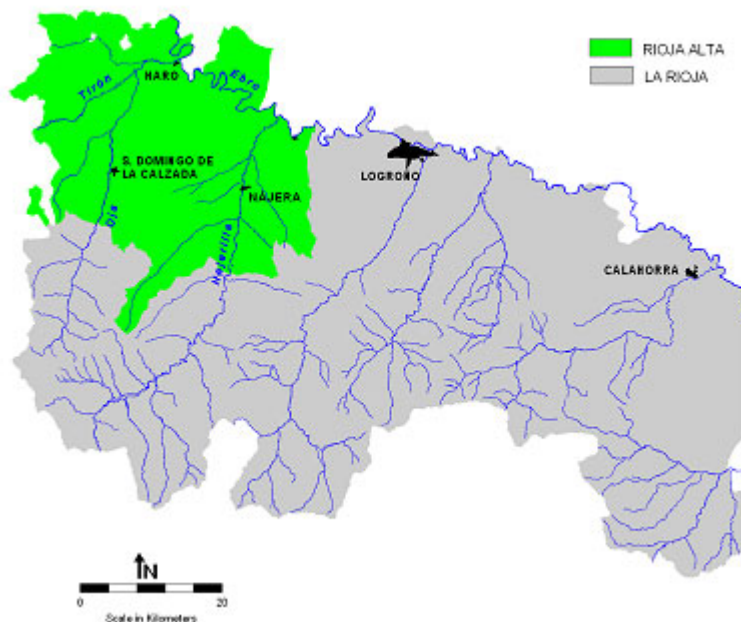 RIOJA ALTA
LA RIOJA
HARO
Ebro
Tirón
S. DOMINGO DE
LA CALZADA
NAJERA
LOGROÑO
Oja
Najerilla
CALAHORRA
N
0
20
Scale in Kilometers